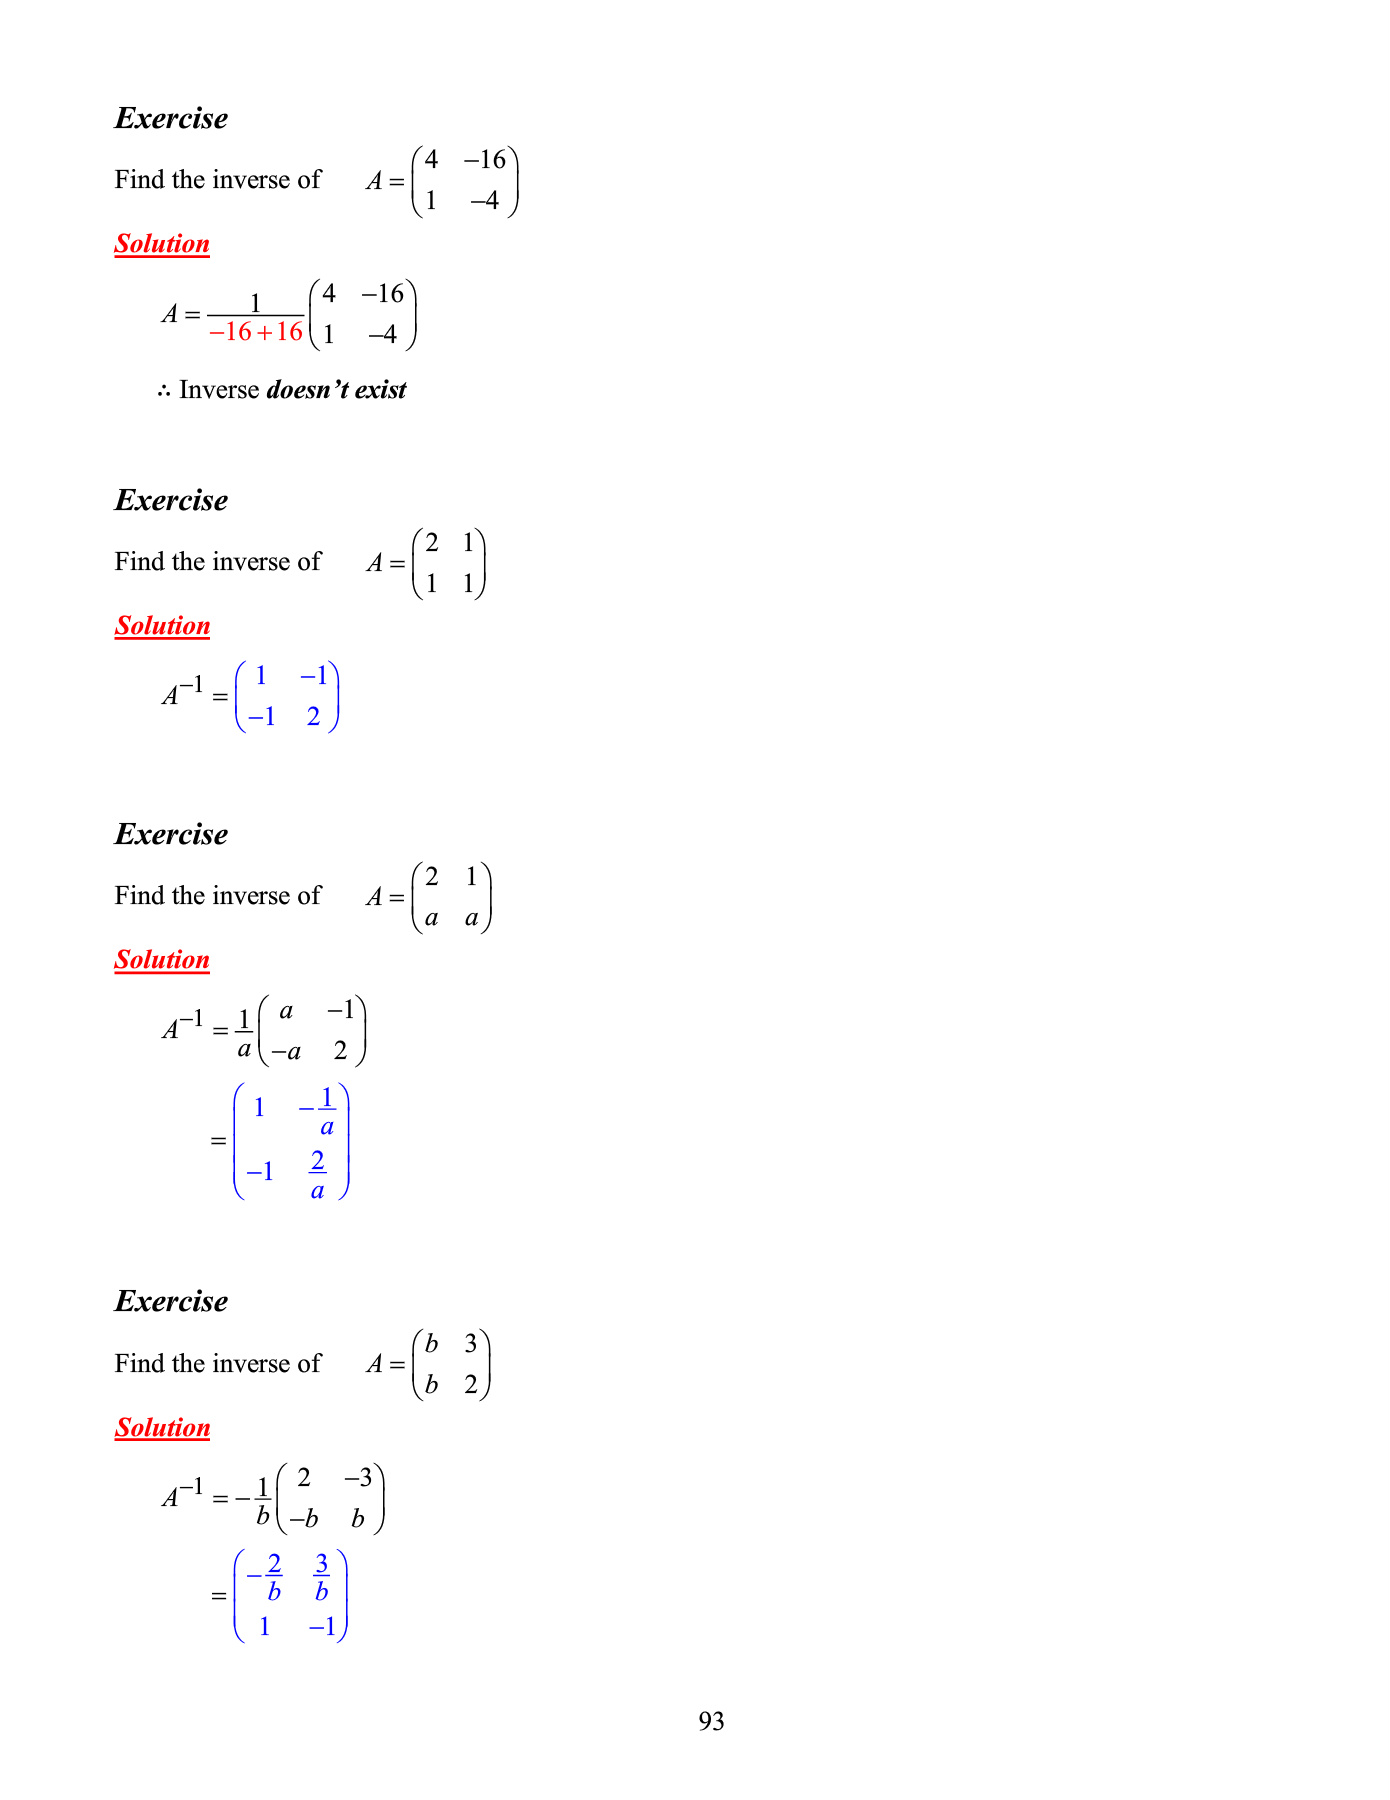 Exercise
Find the inverse of A = \begin{pmatrix} 4 & -16 \\ 1 & -4 \end{pmatrix}
Solution
A = \frac{1}{-16+16} \begin{pmatrix} 4 & -16 \\ 1 & -4 \end{pmatrix}
∴ Inverse doesn’t exist
Exercise
Find the inverse of A = \begin{pmatrix} 2 & 1 \\ 1 & 1 \end{pmatrix}
Solution
A^{-1} = \begin{pmatrix} 1 & -1 \\ -1 & 2 \end{pmatrix}
Exercise
Find the inverse of A = \begin{pmatrix} 2 & 1 \\ a & a \end{pmatrix}
Solution
A^{-1} = \frac{1}{a} \begin{pmatrix} a & -1 \\ -a & 2 \end{pmatrix}
= \begin{pmatrix} 1 & -\frac{1}{a} \\ -1 & \frac{2}{a} \end{pmatrix}
Exercise
Find the inverse of A = \begin{pmatrix} b & 3 \\ b & 2 \end{pmatrix}
Solution
A^{-1} = -\frac{1}{b} \begin{pmatrix} 2 & -3 \\ -b & b \end{pmatrix}
= \begin{pmatrix} -\frac{2}{b} & \frac{3}{b} \\ 1 & -1 \end{pmatrix}
93